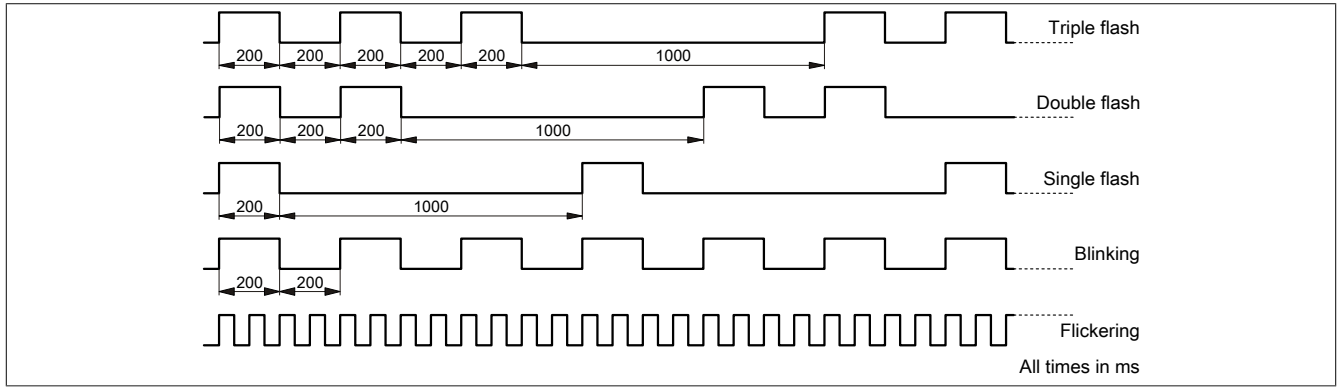 Triple flash
200 200 200 200 200 1000
Double flash
200 200 200 1000
Single flash
200 1000
Blinking
200 200
Flickering
All times in ms